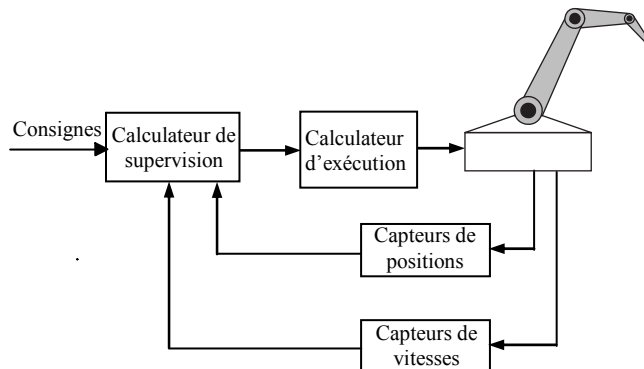 Consignes
Calculateur de
supervision
Calculateur
d’exécution
Capteurs de
positions
Capteurs de
vitesses